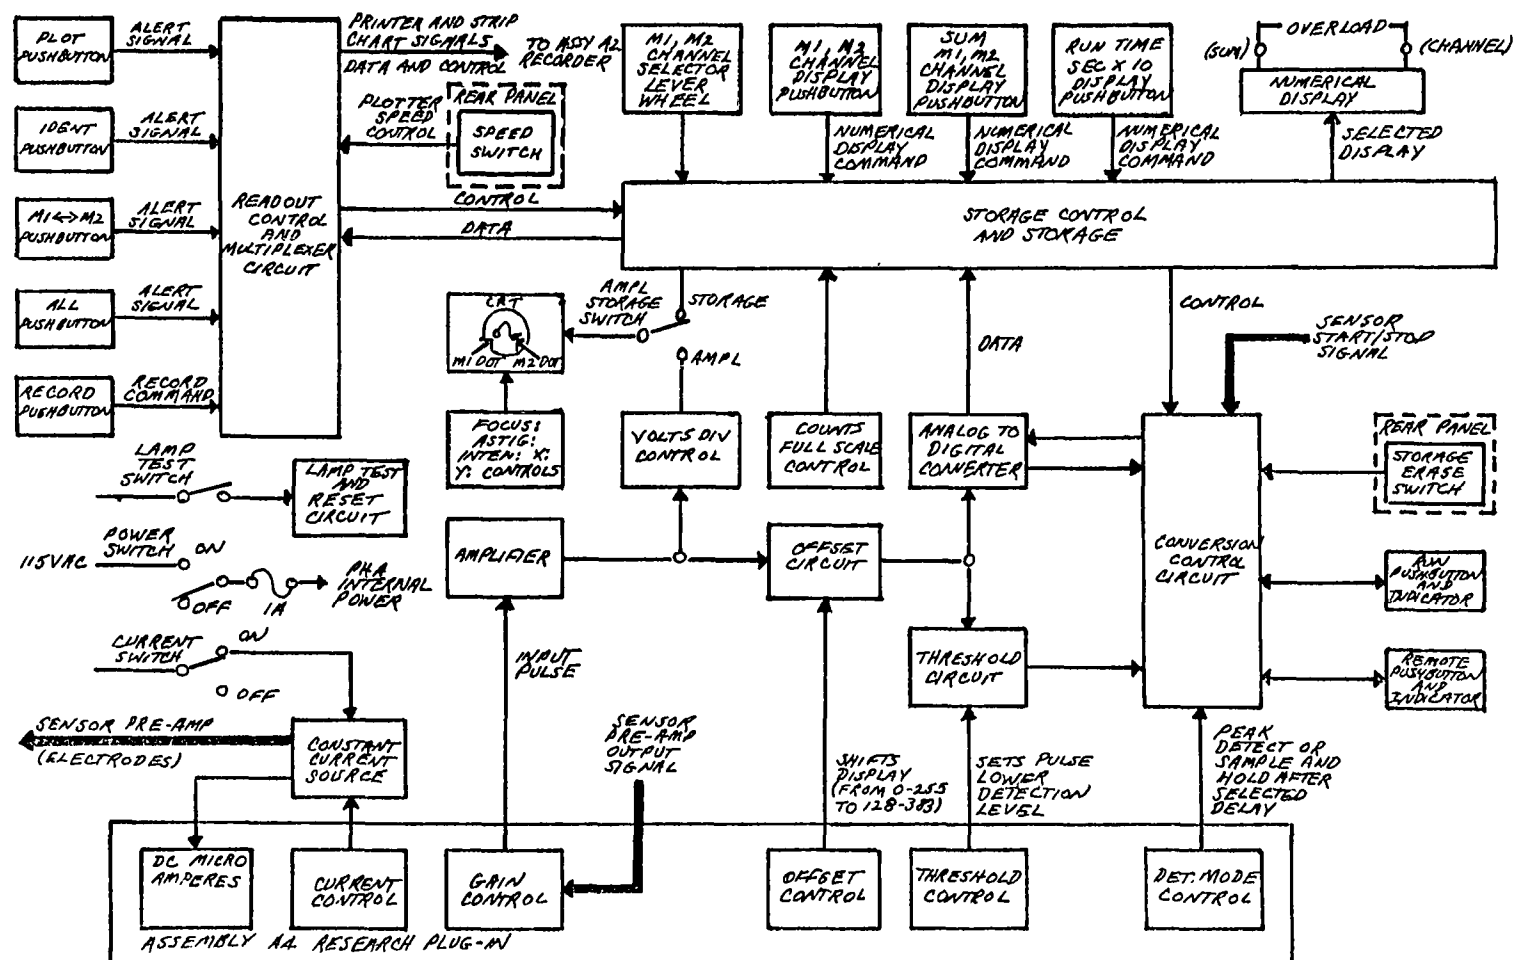 PLOT
PUSHBUTTON
ALERT
SIGNAL
IDENT
PUSHBUTTON
ALERT
SIGNAL
M1<->M2
PUSHBUTTON
ALERT
SIGNAL
ALL
PUSHBUTTON
ALERT
SIGNAL
RECORD
PUSHBUTTON
RECORD
COMMAND
READOUT
CONTROL
AND
MULTIPLEXER
CIRCUIT
PRINTER AND STRIP
CHART SIGNALS
DATA AND CONTROL
TO ASSY A2
RECORDER
PLOTTER
SPEED
CONTROL
REAR PANEL
SPEED
SWITCH
CONTROL
DATA
M1, M2
CHANNEL
SELECTOR
LEVER
WHEEL
M1, M2
CHANNEL
DISPLAY
PUSHBUTTON
NUMERICAL
DISPLAY
COMMAND
SUM
M1, M2
CHANNEL
DISPLAY
PUSHBUTTON
NUMERICAL
DISPLAY
COMMAND
RUN TIME
SEC X 10
DISPLAY
PUSHBUTTON
NUMERICAL
DISPLAY
COMMAND
OVERLOAD
(SUM)
(CHANNEL)
NUMERICAL
DISPLAY
SELECTED
DISPLAY
STORAGE CONTROL
AND STORAGE
CRT
M1 DOT
M2 DOT
AMPL
STORAGE
SWITCH
STORAGE
AMPL
DATA
CONTROL
SENSOR
START/STOP
SIGNAL
FOCUS:
ASTIG:
INTEN: X:
Y: CONTROLS
VOLTS DIV
CONTROL
COUNTS
FULL SCALE
CONTROL
ANALOG TO
DIGITAL
CONVERTER
REAR PANEL
STORAGE
ERASE
SWITCH
LAMP
TEST
SWITCH
LAMP TEST
AND
RESET
CIRCUIT
115VAC
POWER
SWITCH
ON
OFF
1A
PHA
INTERNAL
POWER
AMPLIFIER
OFFSET
CIRCUIT
CONVERSION
CONTROL
CIRCUIT
RUN
PUSHBUTTON
AND
INDICATOR
CURRENT
SWITCH
ON
OFF
INPUT
PULSE
THRESHOLD
CIRCUIT
REMOTE
PUSHBUTTON
AND
INDICATOR
SENSOR PRE-AMP
(ELECTRODES)
CONSTANT
CURRENT
SOURCE
SENSOR
PRE-AMP
OUTPUT
SIGNAL
SHIFTS
DISPLAY
(FROM 0-255
TO 128-383)
SETS PULSE
LOWER
DETECTION
LEVEL
PEAK
DETECT OR
SAMPLE AND
HOLD AFTER
SELECTED
DELAY
DC MICRO
AMPERES
CURRENT
CONTROL
GAIN
CONTROL
OFFSET
CONTROL
THRESHOLD
CONTROL
DET. MODE
CONTROL
ASSEMBLY A4 RESEARCH PLUG-IN